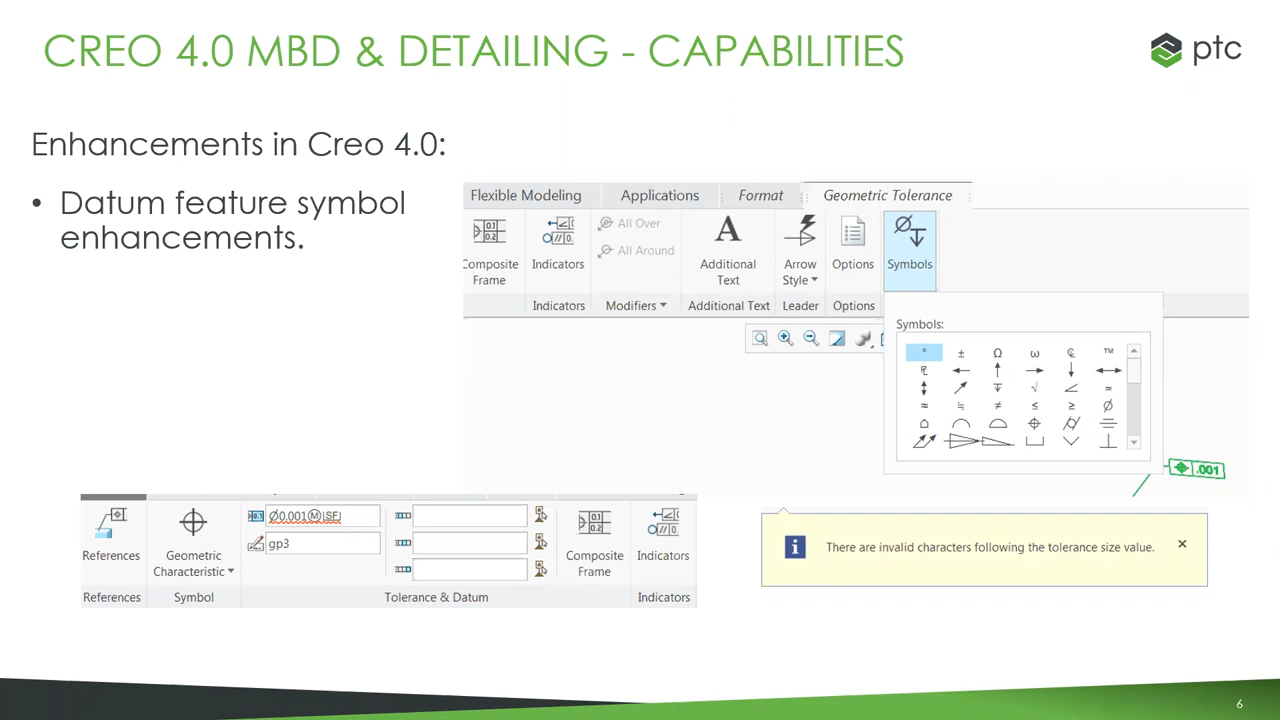 CREO 4.0 MBD & DETAILING - CAPABILITIES
ptc
Enhancements in Creo 4.0:
• Datum feature symbol
enhancements.
Flexible Modeling Applications Format Geometric Tolerance
Composite
Frame
Indicators
All Over
All Around
Additional
Text
Arrow
Style
Options
Symbols
Indicators Modifiers Additional Text Leader Options
Symbols:
° ± Ω ω ℄ ™
⅊ ← ↑ → ↓ ↔
.001
References
Geometric
Characteristic
Ø0.001Ⓜ|SF|
gp3
Composite
Frame
Indicators
References Symbol Tolerance & Datum Indicators
There are invalid characters following the tolerance size value.
6